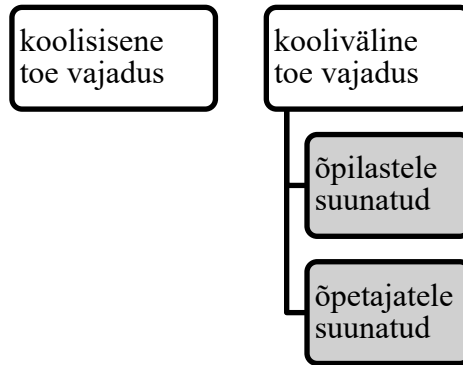 koolisisene
toe vajadus
kooliväline
toe vajadus
õpilastele
suunatud
õpetajatele
suunatud